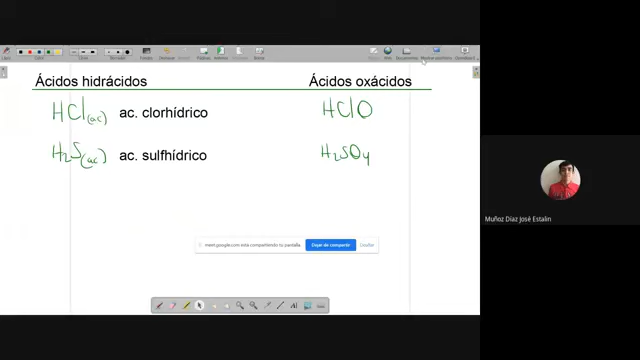 Ácidos hidrácidos Ácidos oxácidos
HCl(ac) ac. clorhídrico HClO
H₂S(ac) ac. sulfhídrico H₂SO₄
Muñoz Díaz José Estalin
meet.google.com está compartiendo tu pantalla. Dejar de compartir Ocultar